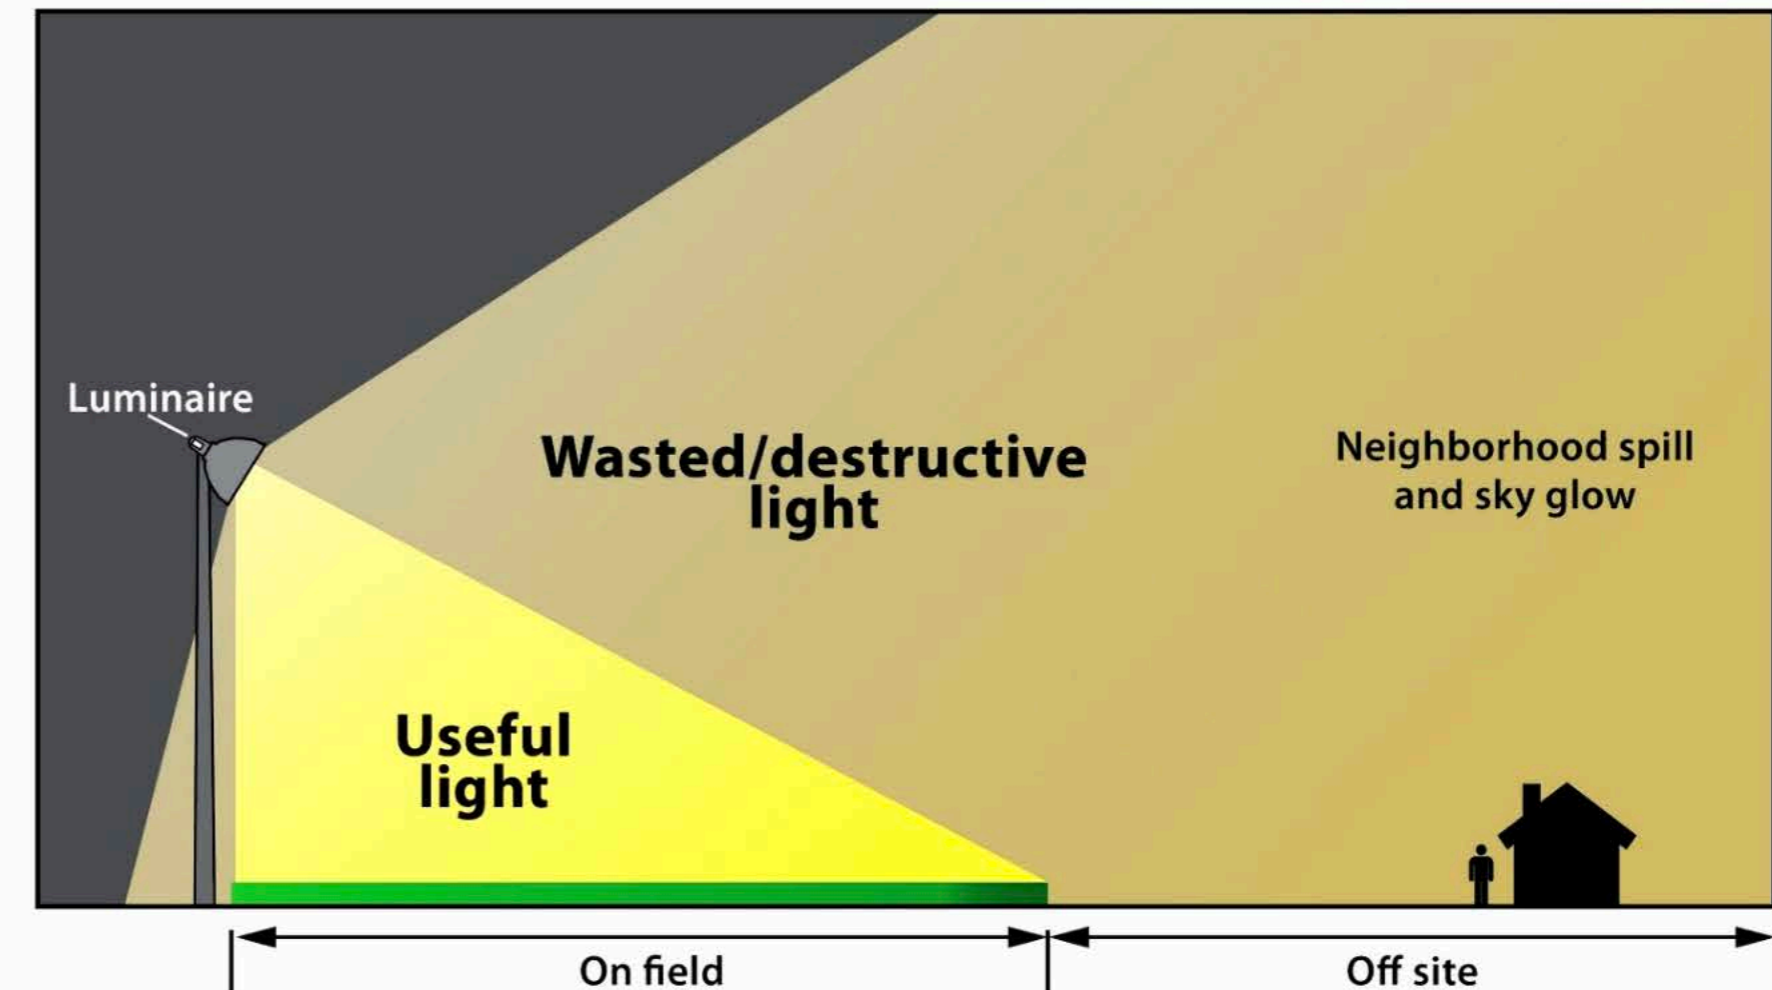 Luminaire
Wasted/destructive
light
Neighborhood spill
and sky glow
Useful
light
On field
Off site